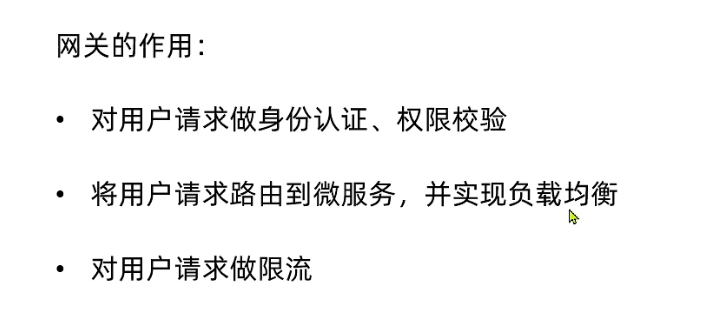 网关的作用：
• 对用户请求做身份认证、权限校验
• 将用户请求路由到微服务，并实现负载均衡
• 对用户请求做限流